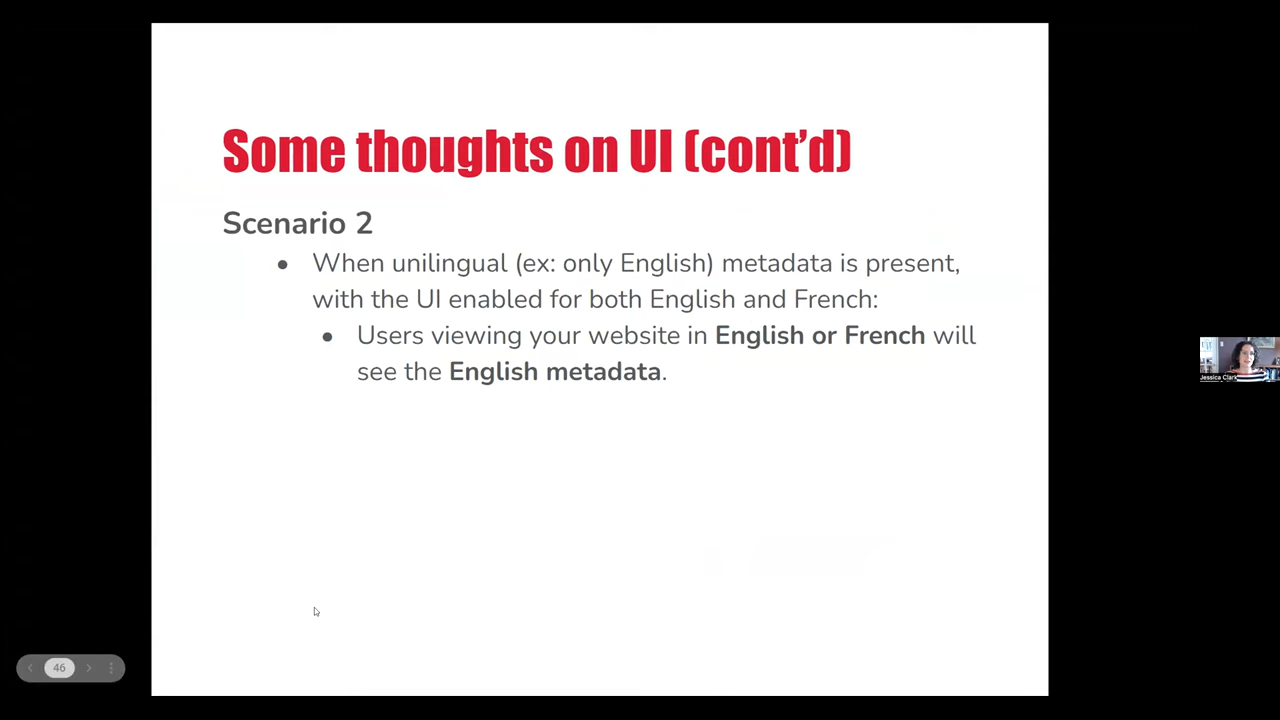 Some thoughts on UI (cont’d)
Scenario 2
● When unilingual (ex: only English) metadata is present,
with the UI enabled for both English and French:
● Users viewing your website in English or French will
see the English metadata.
Jessica Clark
46